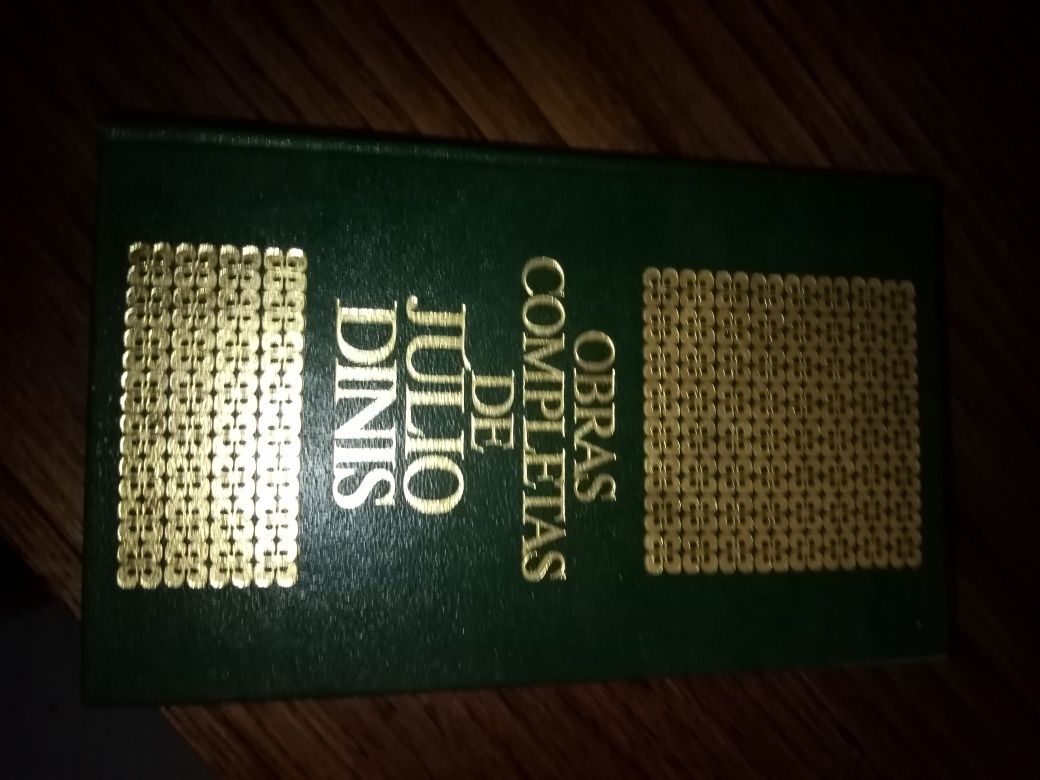 OBRAS
COMPLETAS
DE
JÚLIO
DINIS